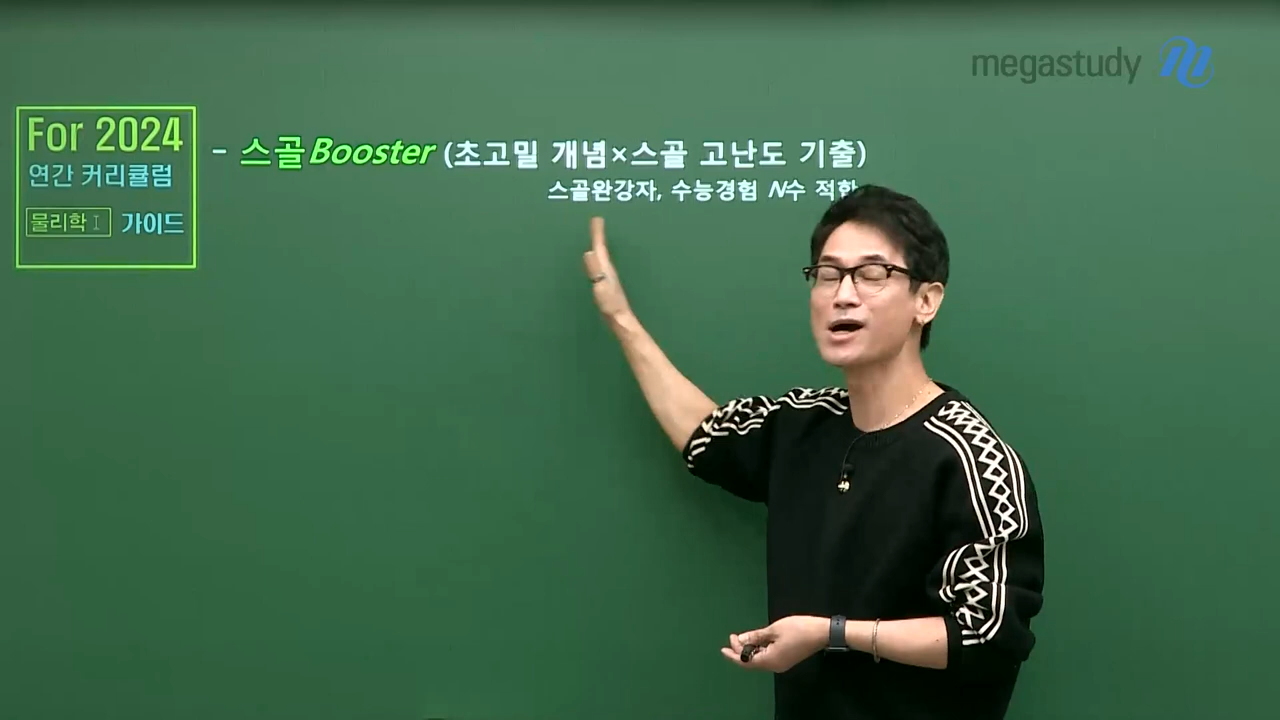 megastudy
For 2024
연간 커리큘럼
물리학 I 가이드
- 스골Booster (초고밀 개념×스골 고난도 기출)
스골완강자, 수능경험 N수 적합